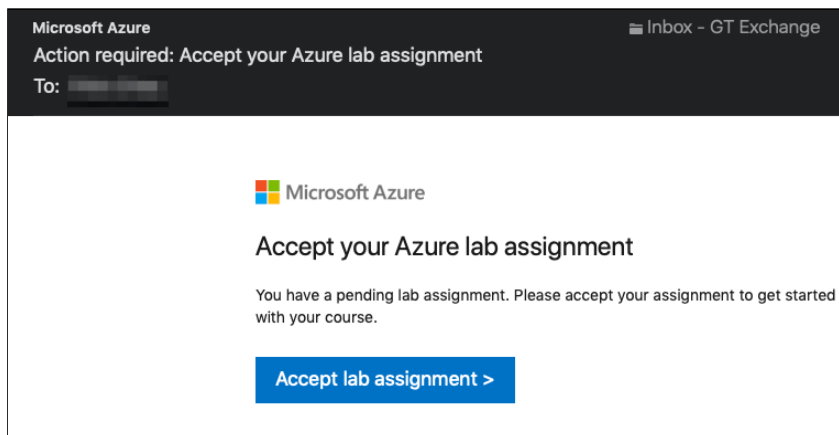 Microsoft Azure
Inbox - GT Exchange
Action required: Accept your Azure lab assignment
To:
Microsoft Azure
Accept your Azure lab assignment
You have a pending lab assignment. Please accept your assignment to get started
with your course.
Accept lab assignment >